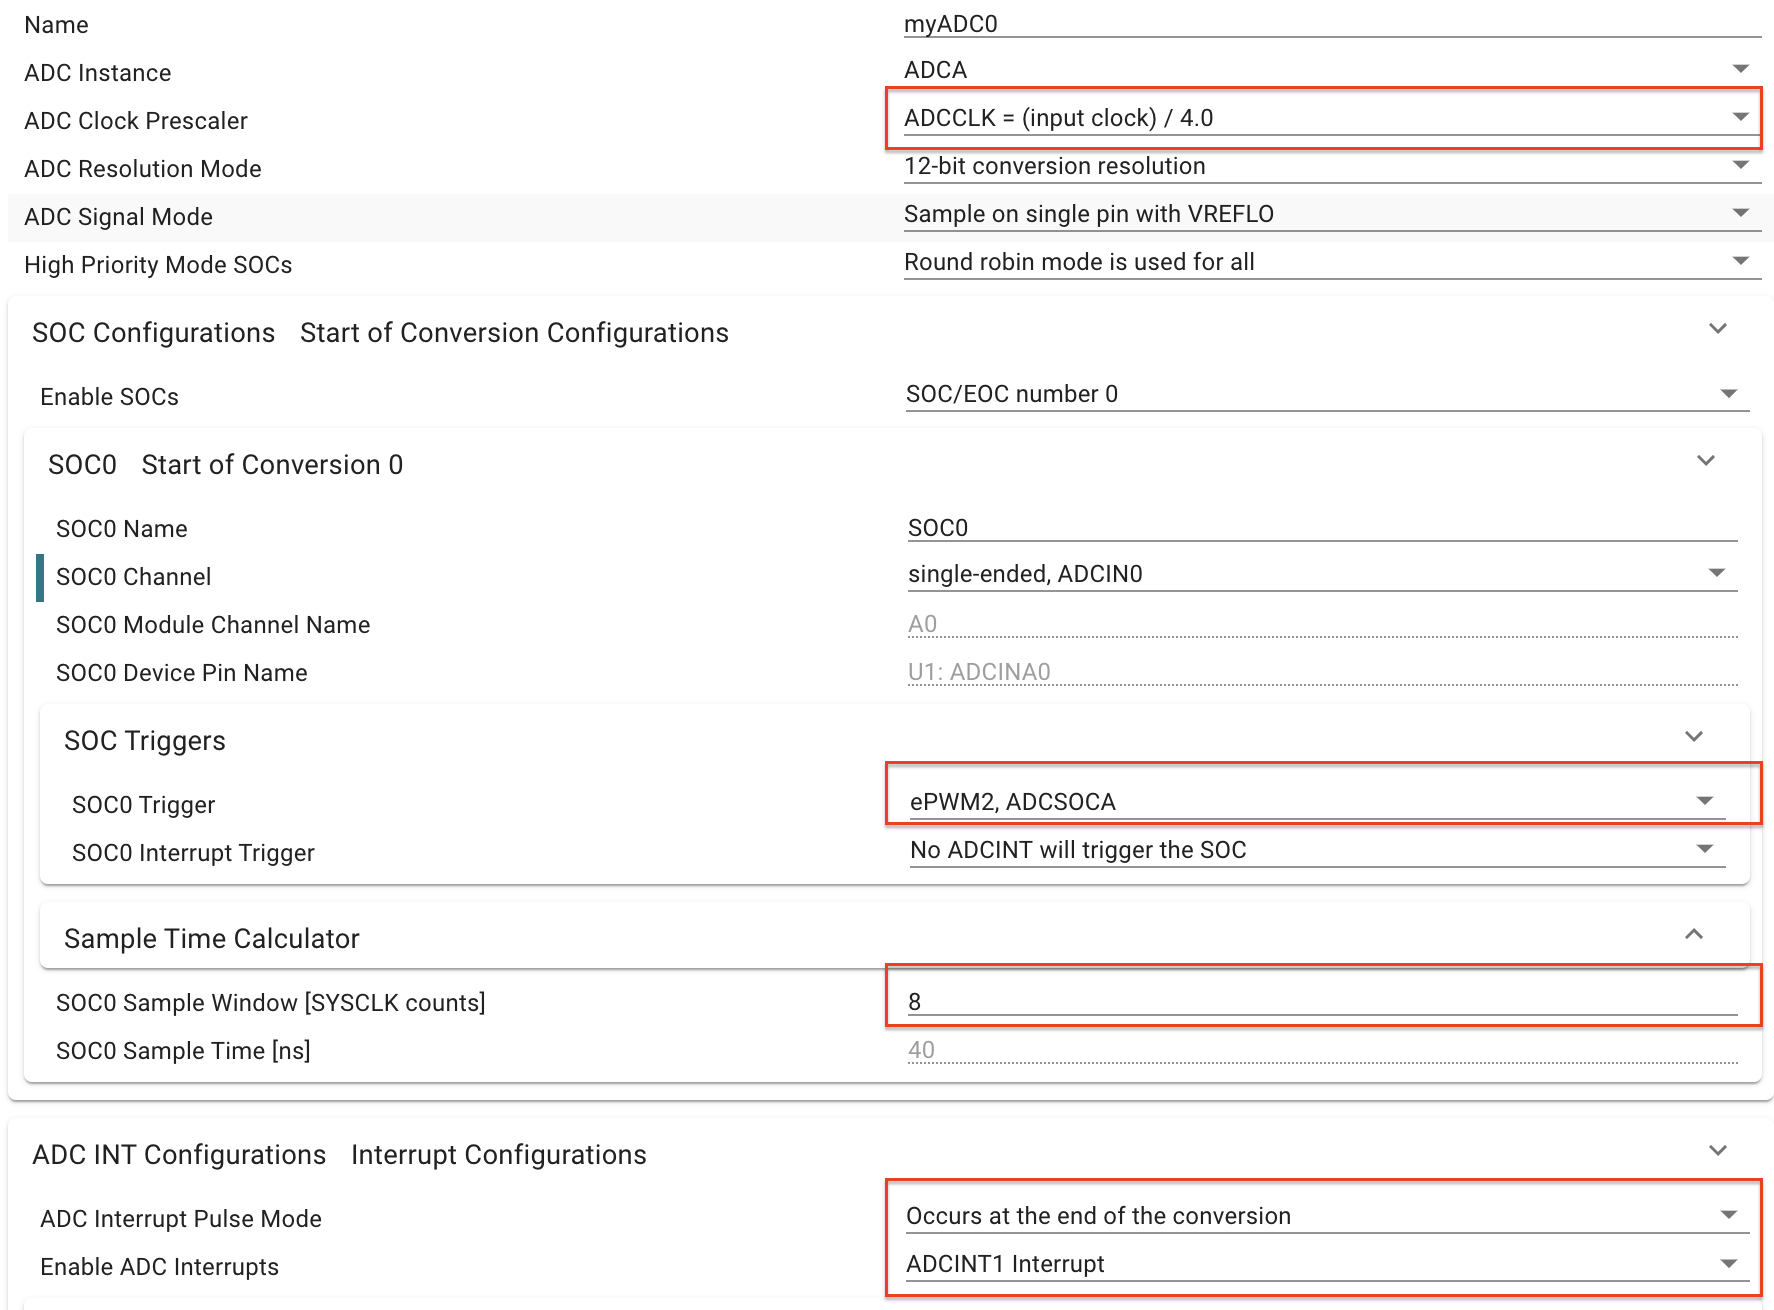 Name myADC0
ADC Instance ADCA
ADC Clock Prescaler ADCCLK = (input clock) / 4.0
ADC Resolution Mode 12-bit conversion resolution
ADC Signal Mode Sample on single pin with VREFLO
High Priority Mode SOCs Round robin mode is used for all
SOC Configurations Start of Conversion Configurations
Enable SOCs SOC/EOC number 0
SOC0 Start of Conversion 0
SOC0 Name SOC0
SOC0 Channel single-ended, ADCIN0
SOC0 Module Channel Name A0
SOC0 Device Pin Name U1: ADCINA0
SOC Triggers
SOC0 Trigger ePWM2, ADCSOCA
SOC0 Interrupt Trigger No ADCINT will trigger the SOC
Sample Time Calculator
SOC0 Sample Window [SYSCLK counts] 8
SOC0 Sample Time [ns] 40
ADC INT Configurations Interrupt Configurations
ADC Interrupt Pulse Mode Occurs at the end of the conversion
Enable ADC Interrupts ADCINT1 Interrupt